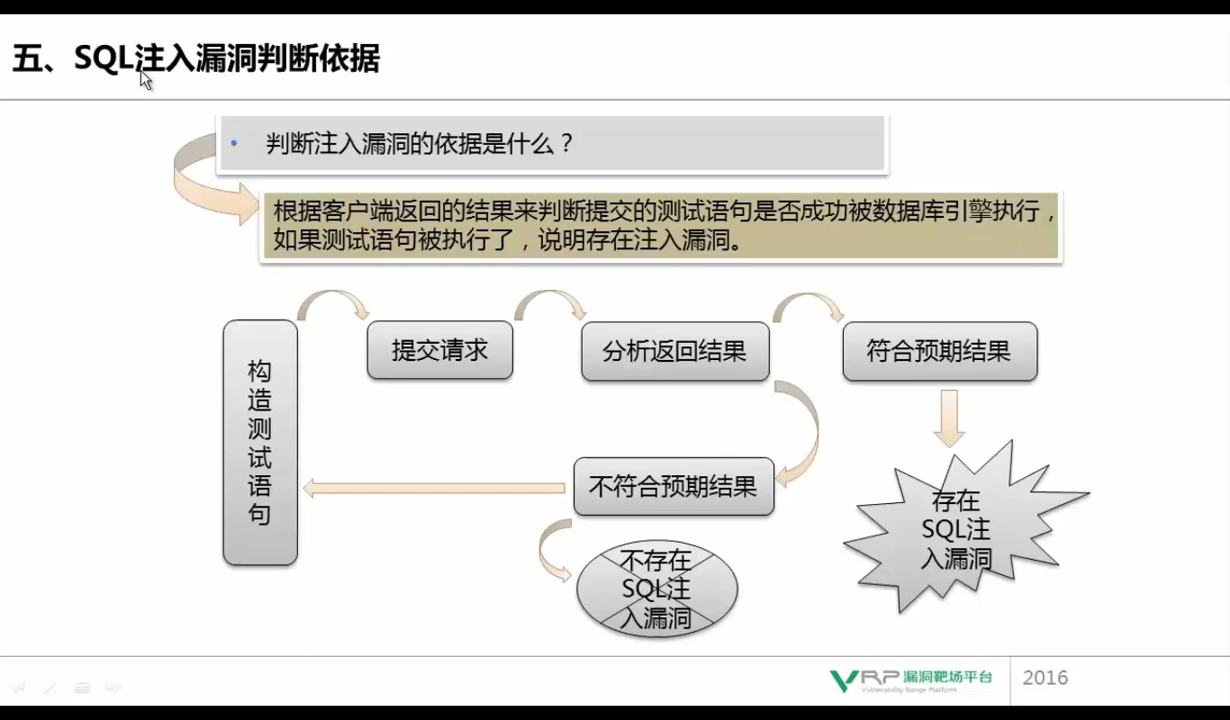 五、SQL注入漏洞判断依据
• 判断注入漏洞的依据是什么？
根据客户端返回的结果来判断提交的测试语句是否成功被数据库引擎执行，
如果测试语句被执行了，说明存在注入漏洞。
构
造
测
试
语
句
提交请求
分析返回结果
符合预期结果
不符合预期结果
存在
SQL注
入漏洞
不存在
SQL注
入漏洞
VRP 漏洞靶场平台
Vulnerability Range Platform
2016